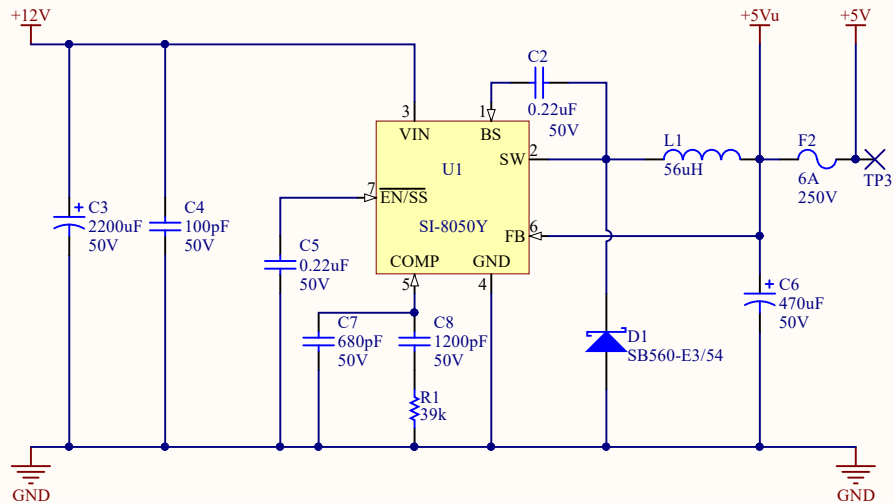 +12V
+5Vu
+5V
C2
0.22uF
50V
3
VIN
1
BS
SW
2
U1
L1
56uH
F2
6A
250V
TP3
7
EN/SS
SI-8050Y
FB
6
C3
2200uF
50V
C4
100pF
50V
C5
0.22uF
50V
COMP
5
GND
4
C6
470uF
50V
C7
680pF
50V
C8
1200pF
50V
D1
SB560-E3/54
R1
39k
GND
GND